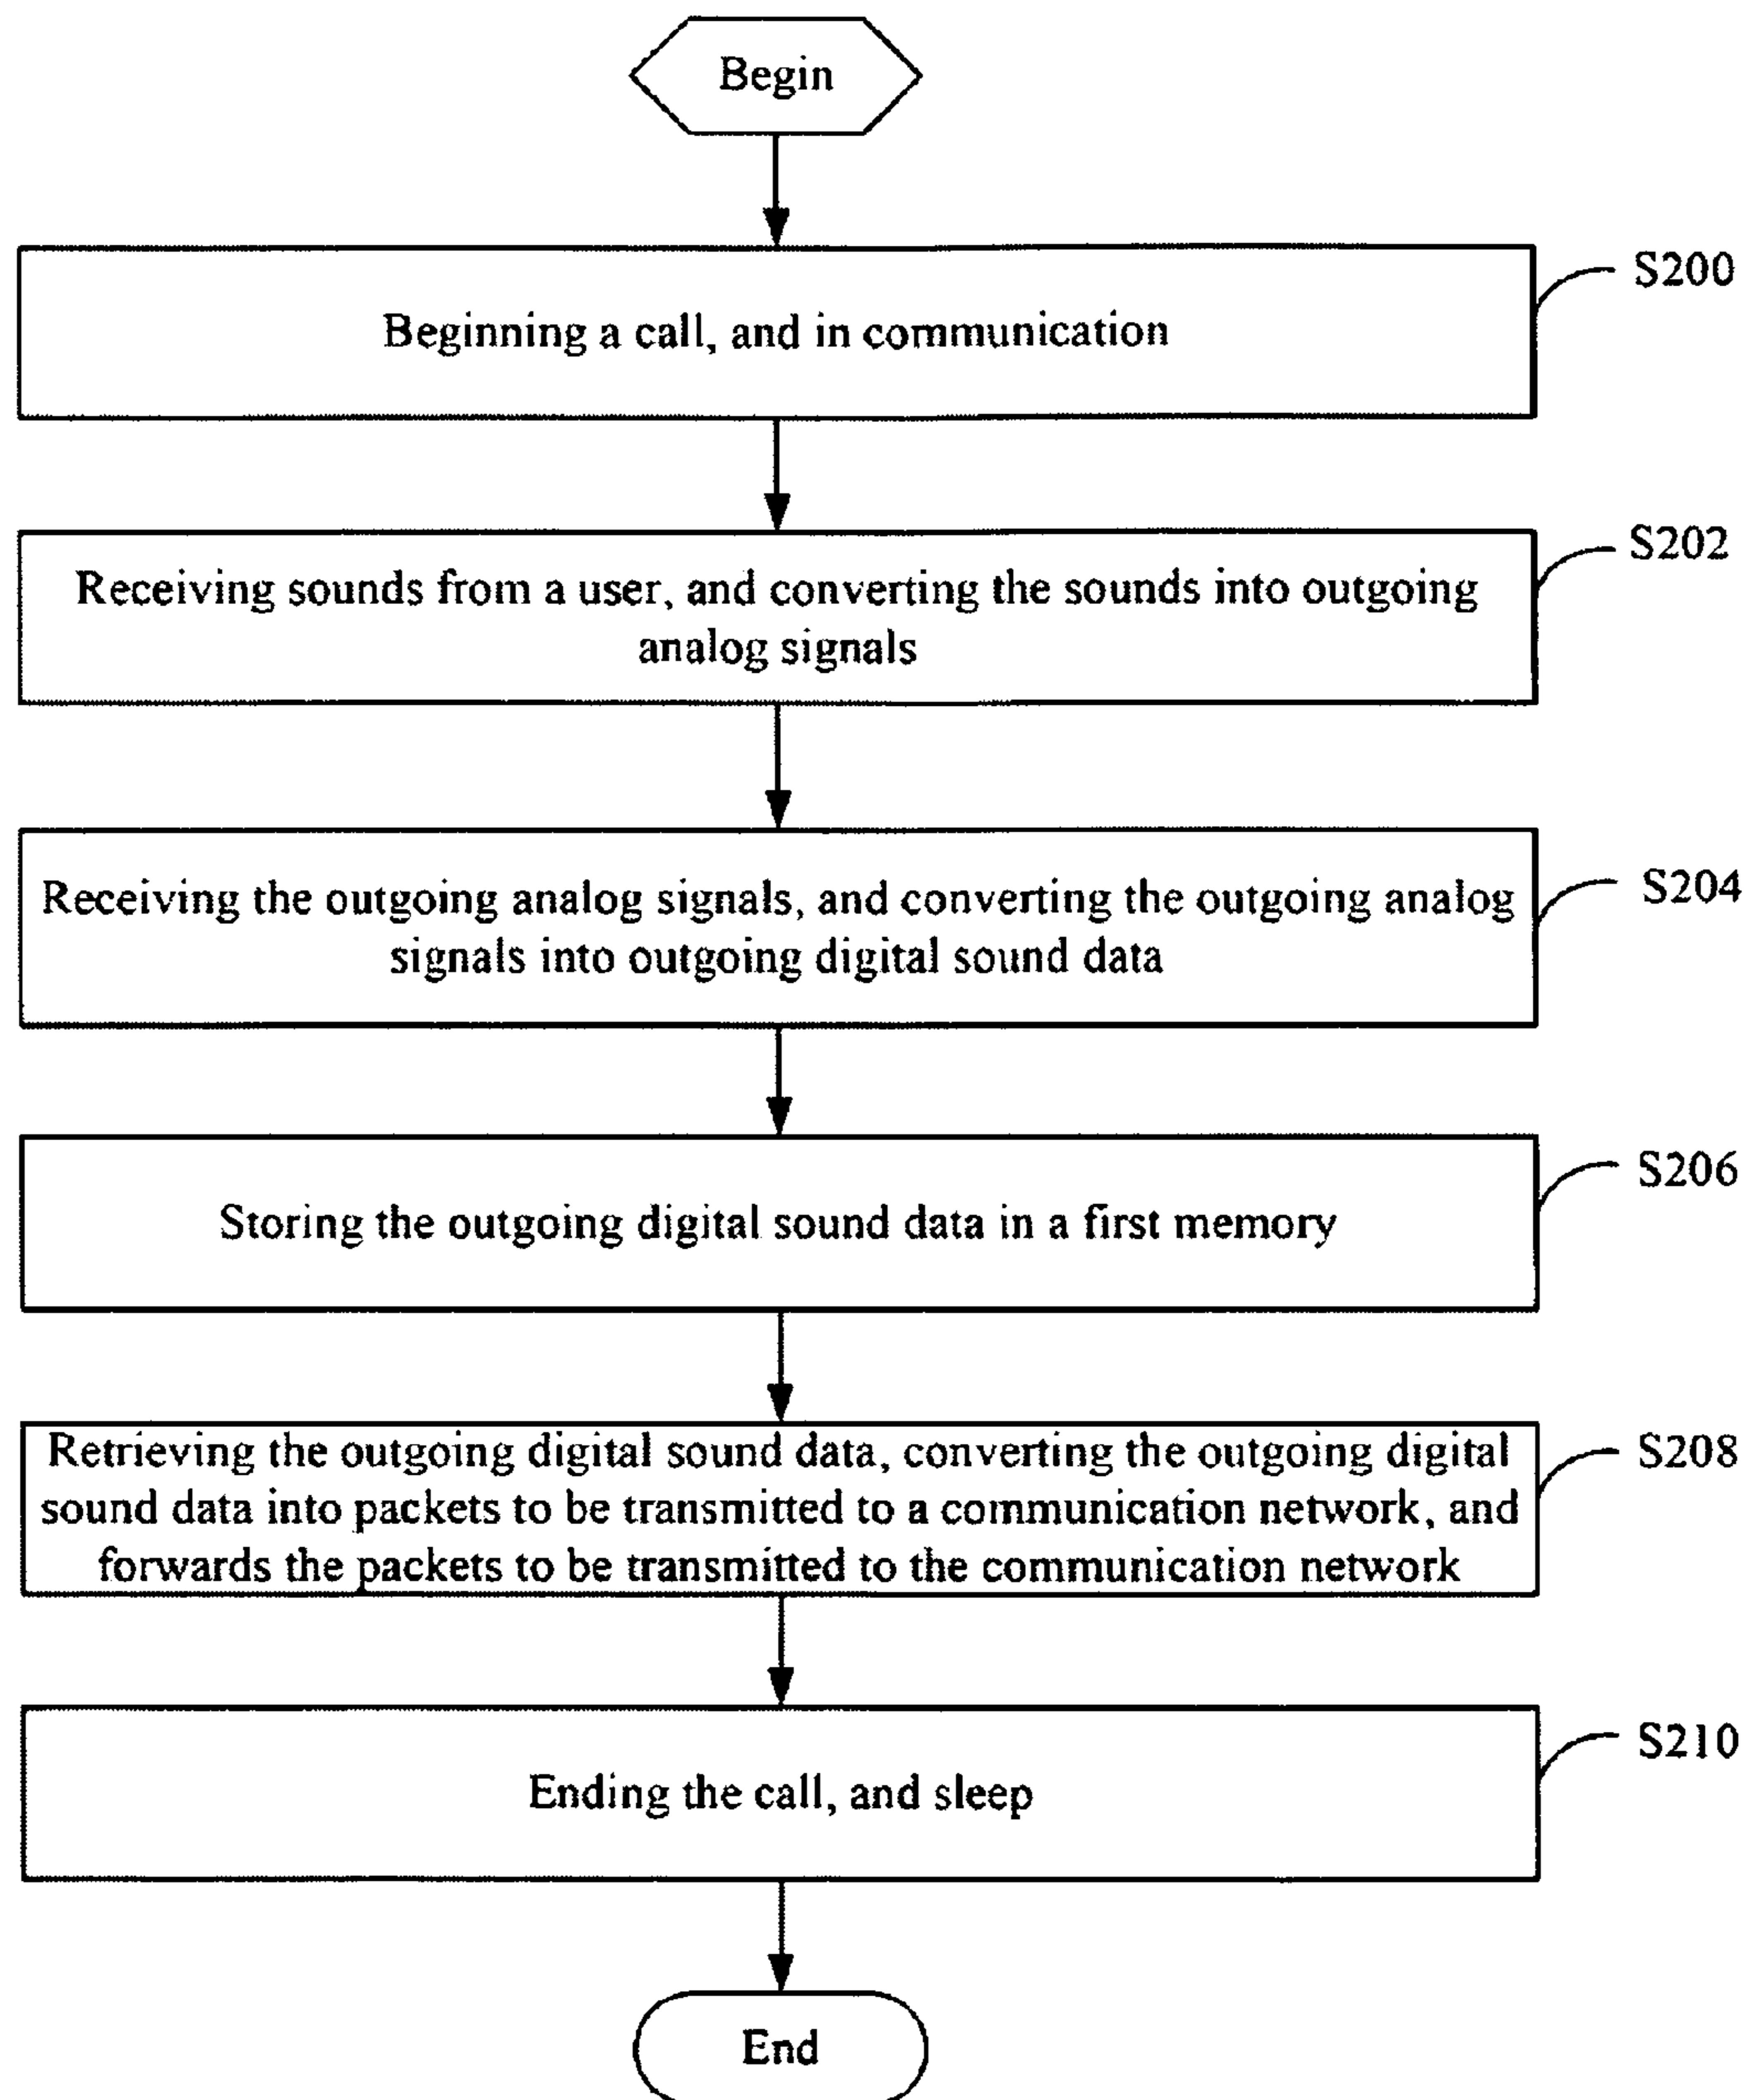 Begin
S200
Beginning a call, and in communication
S202
Receiving sounds from a user, and converting the sounds into outgoing
analog signals
S204
Receiving the outgoing analog signals, and converting the outgoing analog
signals into outgoing digital sound data
S206
Storing the outgoing digital sound data in a first memory
S208
Retrieving the outgoing digital sound data, converting the outgoing digital
sound data into packets to be transmitted to a communication network, and
forwards the packets to be transmitted to the communication network
S210
Ending the call, and sleep
End